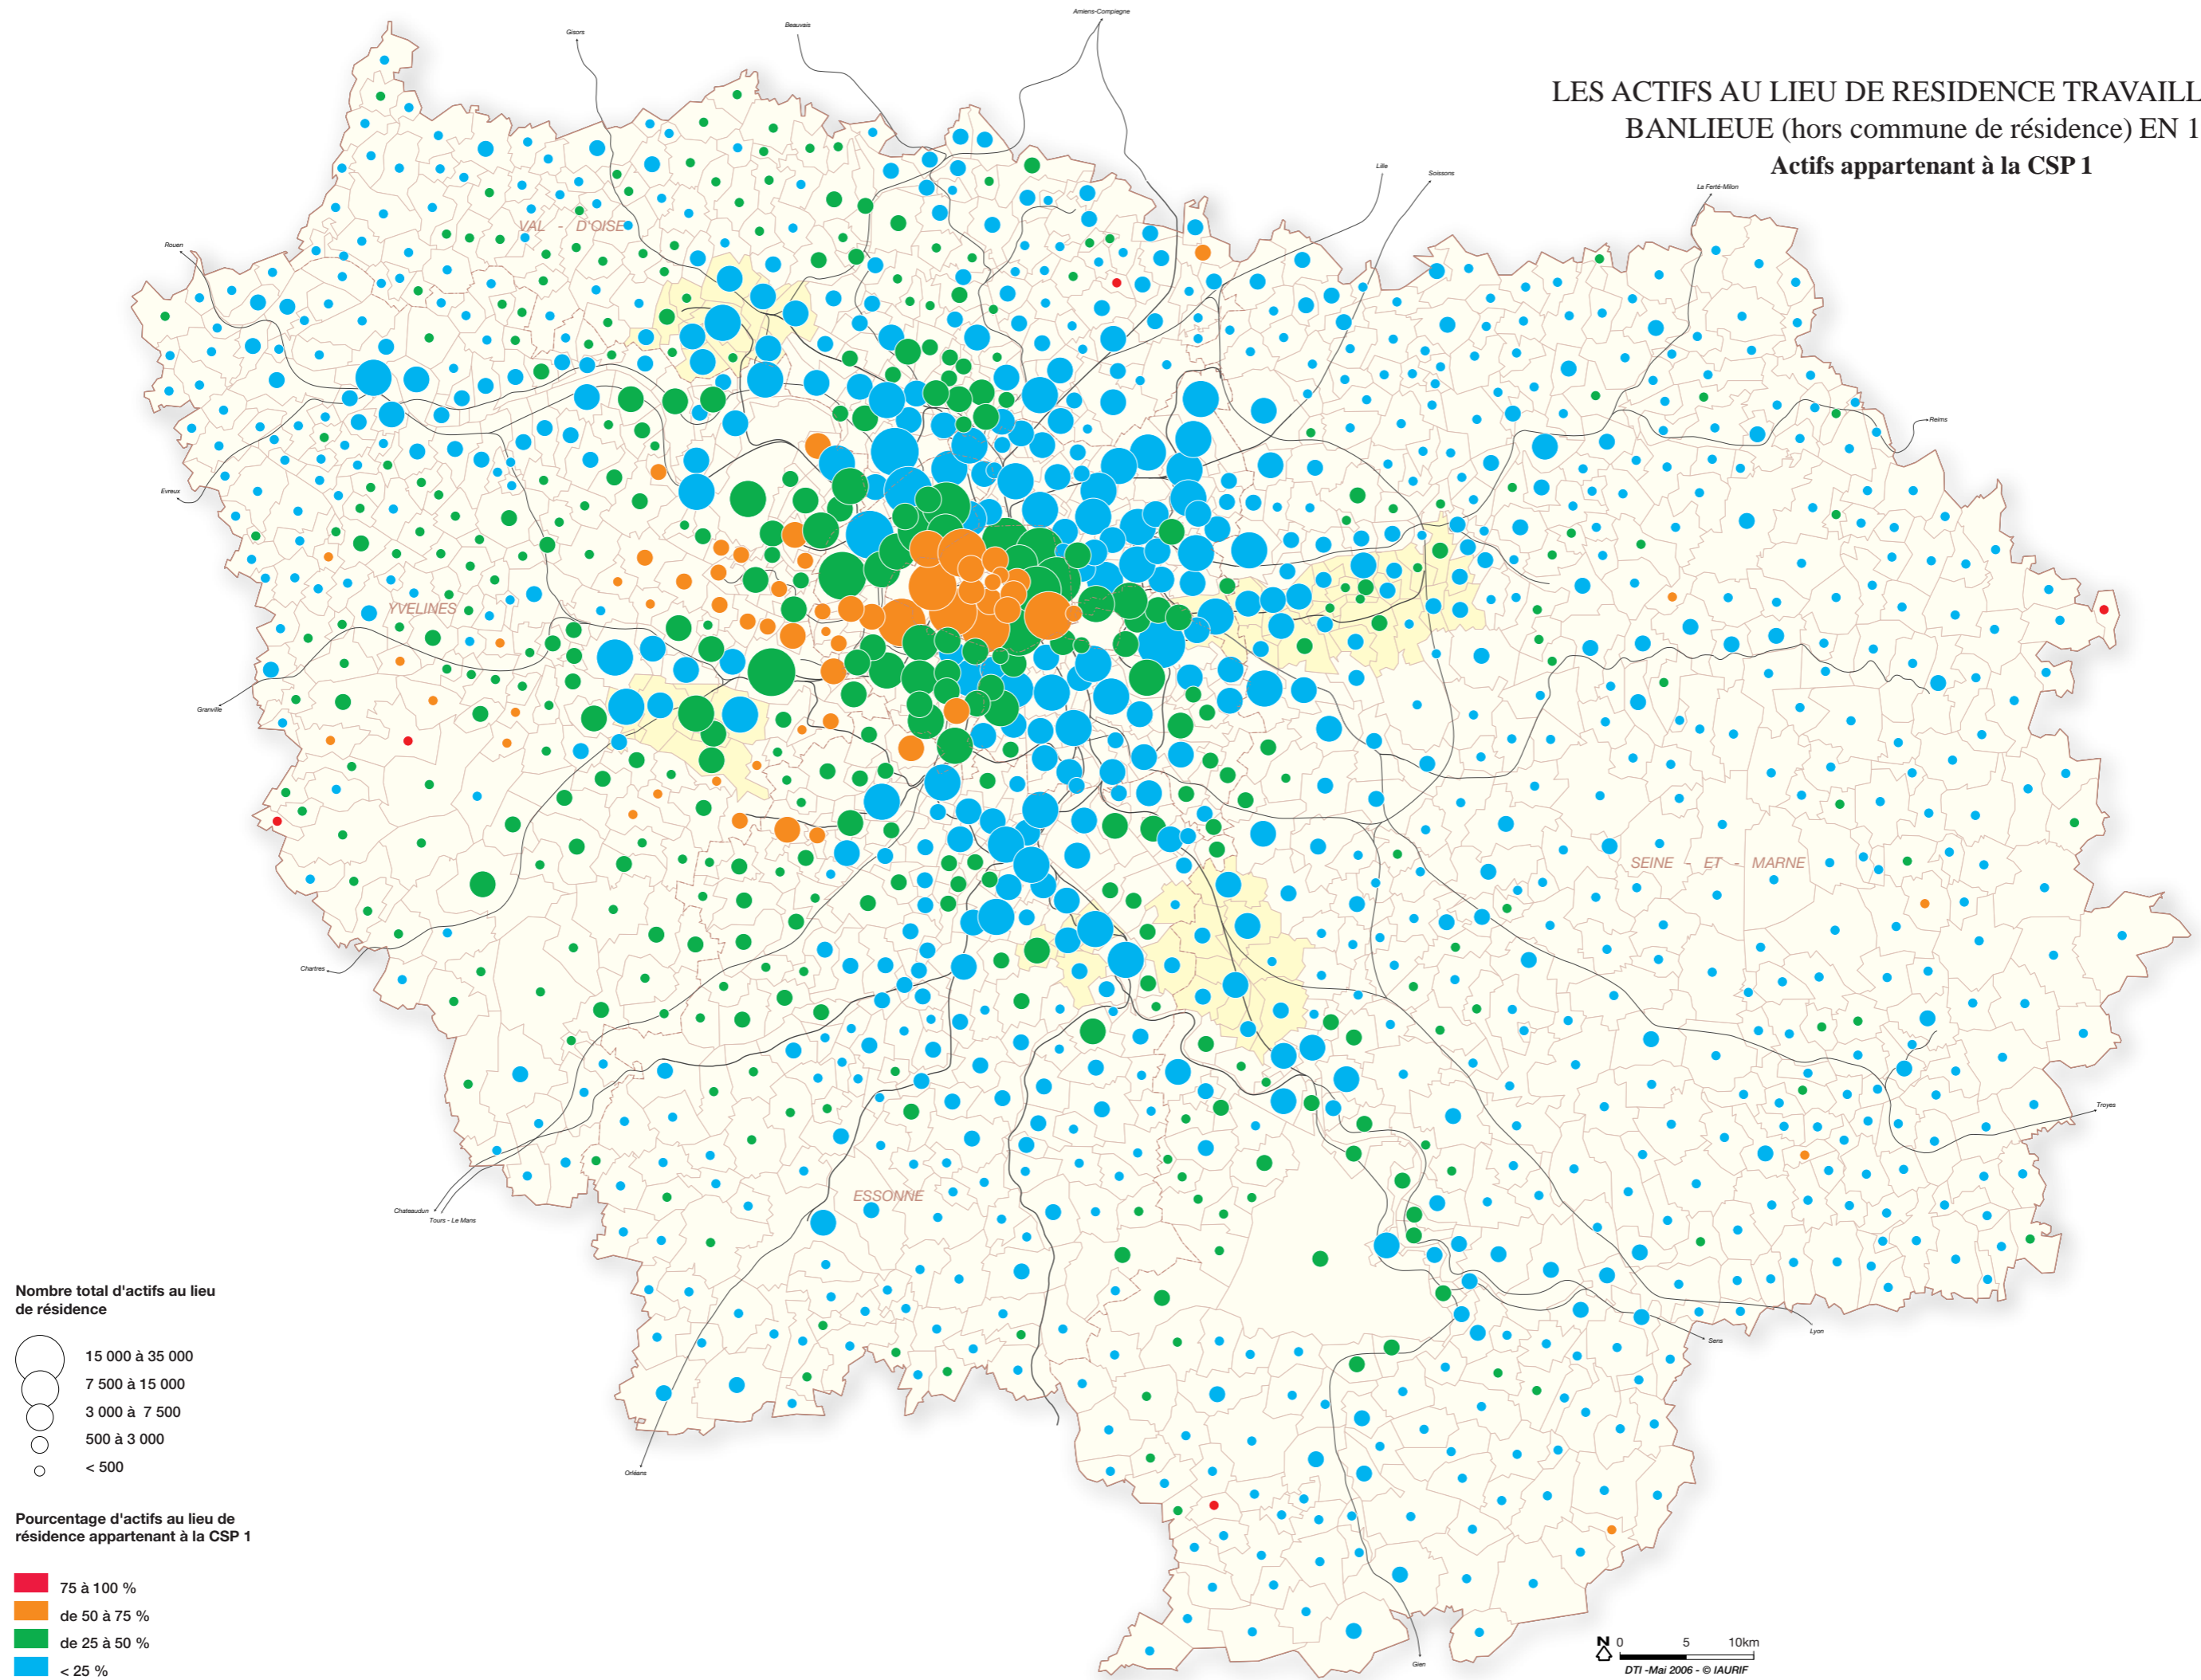 LES ACTIFS AU LIEU DE RESIDENCE TRAVAILL
BANLIEUE (hors commune de résidence) EN 1
Actifs appartenant à la CSP 1
Amiens-Compiegne
Beauvais
Gisors
Lille
Soissons
La Ferté-Milon
Rouen
VAL - D'OISE
Reims
Evreux
YVELINES
Granville
SEINE - ET - MARNE
Chartres
Troyes
ESSONNE
Chateaudun
Tours - Le Mans
Sens
Lyon
Orléans
Gien
Nombre total d'actifs au lieu
de résidence
15 000 à 35 000
7 500 à 15 000
3 000 à 7 500
500 à 3 000
< 500
Pourcentage d'actifs au lieu de
résidence appartenant à la CSP 1
75 à 100 %
de 50 à 75 %
de 25 à 50 %
< 25 %
N 0 5 10km
DTI -Mai 2006 - © IAURIF